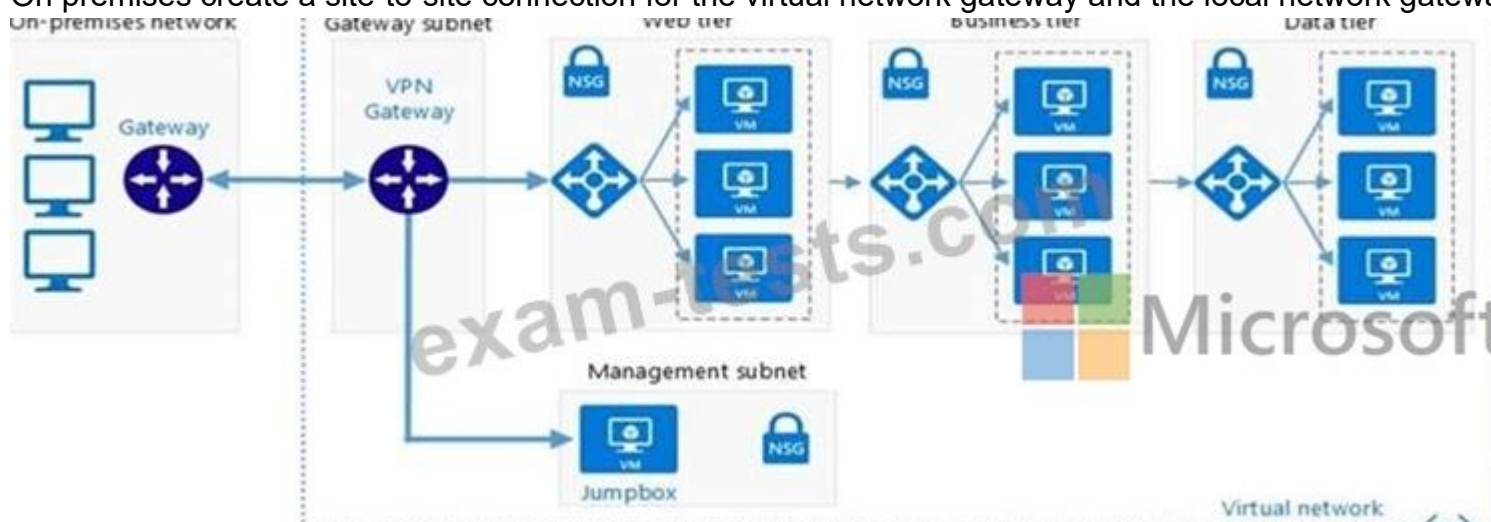 On premises create a site-to-site connection for the virtual network gateway and the local network gatewa
On-premises network
Gateway subnet
Web tier
Business tier
Data tier
NSG
NSG
NSG
VPN
Gateway
Gateway
VM
VM
VM
VM
VM
VM
VM
VM
VM
exam-tests.com
Microsoft
Management subnet
VM
NSG
Jumpbox
Virtual network